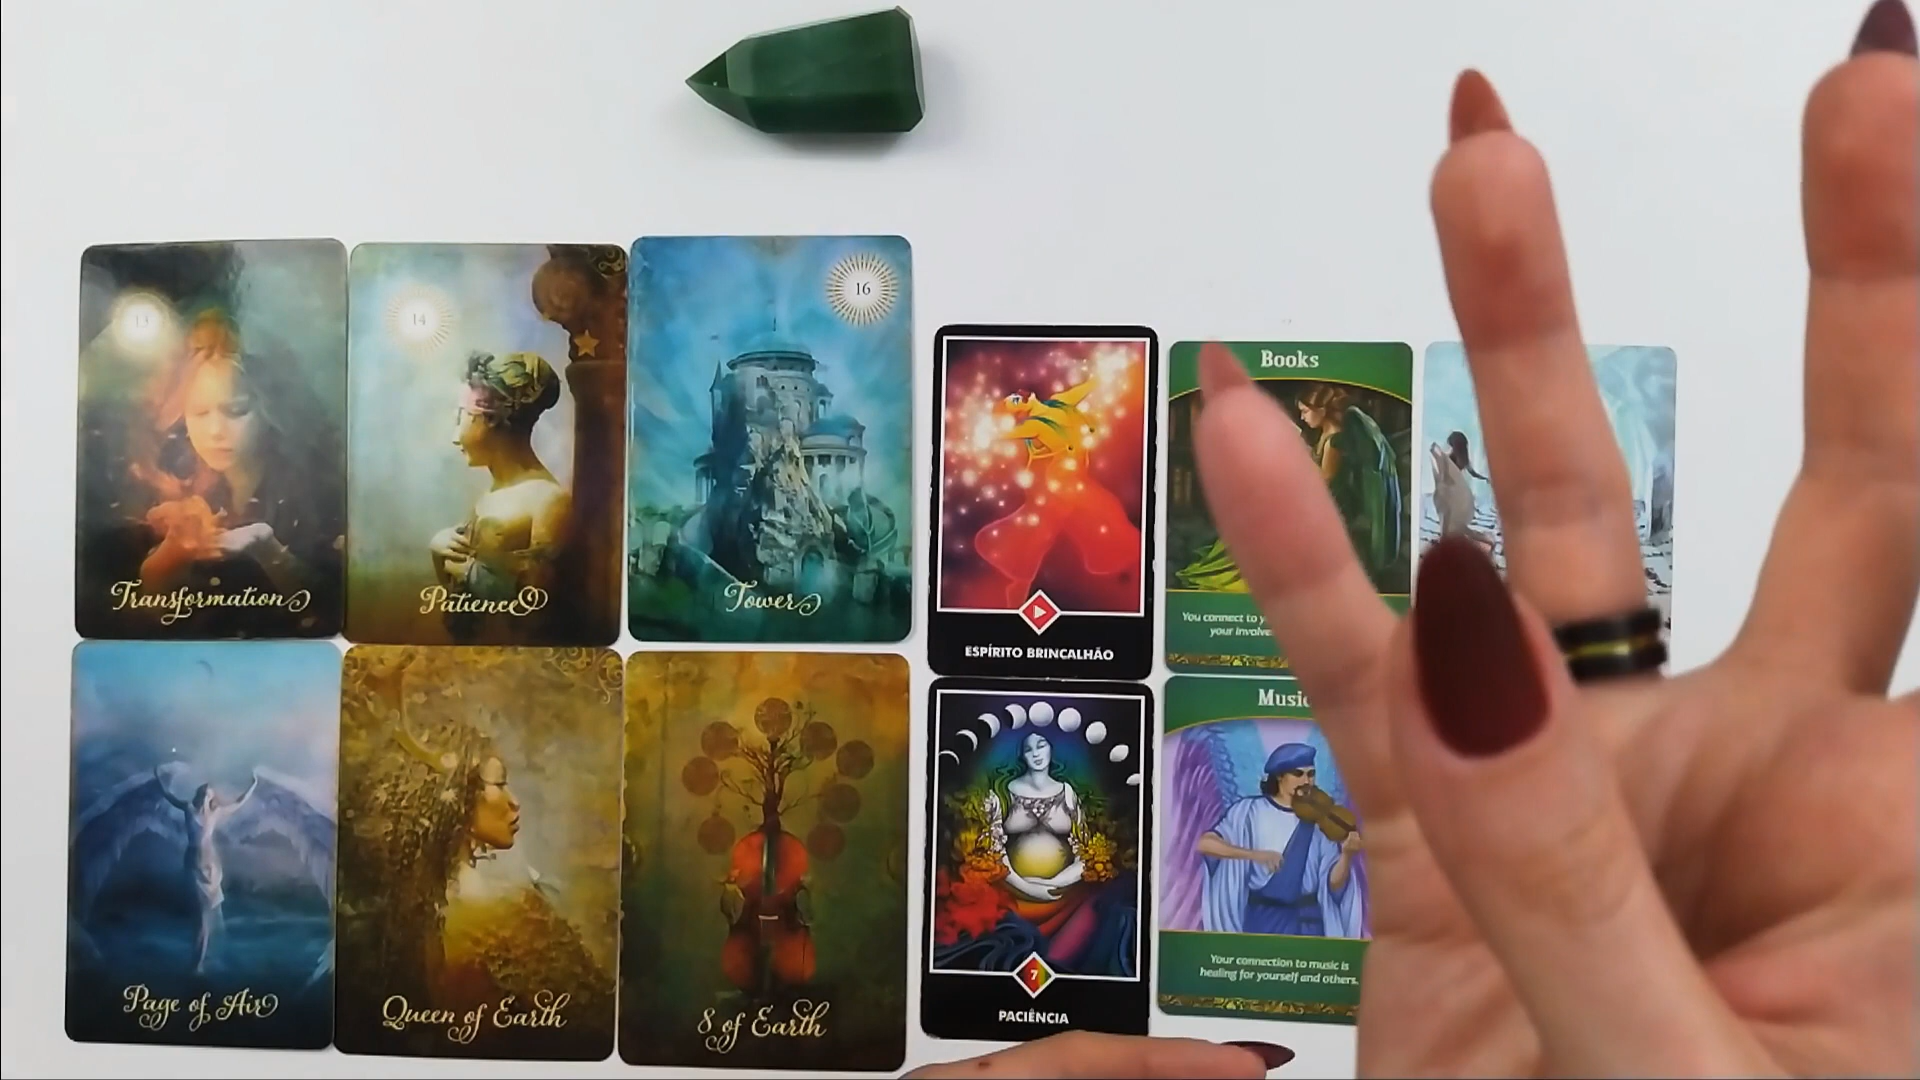 13
14
16
Transformation
Patience
Tower
ESPÍRITO BRINCALHÃO
Books
You connect to
your
Page of Air
Queen of Earth
8 of Earth
7
PACIÊNCIA
Music
Your connection to music is
healing for yourself and others.